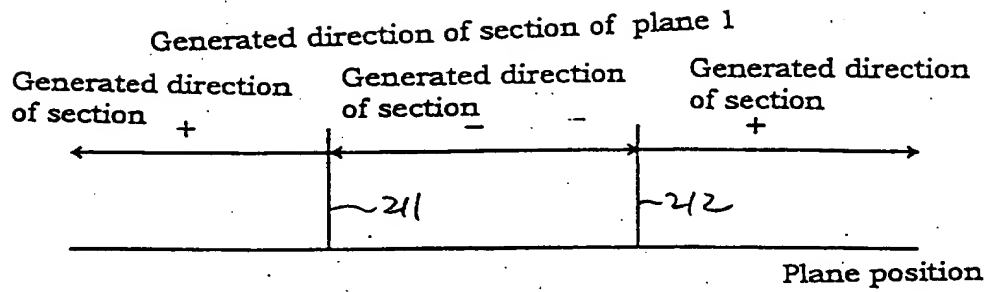 Generated direction of section of plane 1
Generated direction
of section
+
Generated direction
of section
-
Generated direction
of section
+
211
212
Plane position